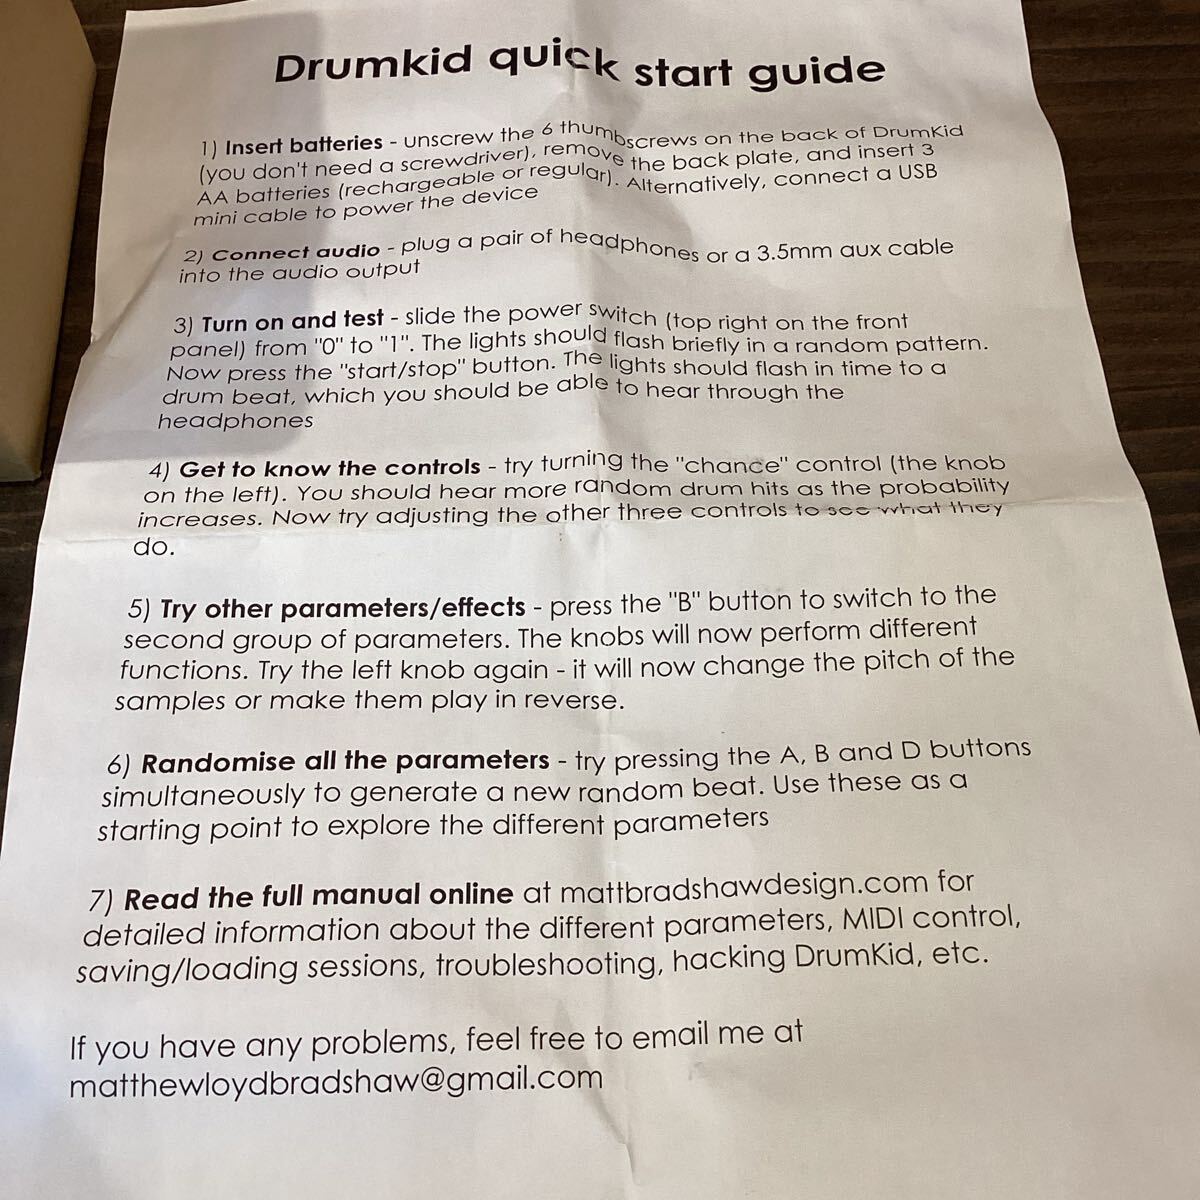 Drumkid quick start guide
1) Insert batteries - unscrew the 6 thumbscrews on the back of DrumKid
(you don't need a screwdriver), remove the back plate, and insert 3
AA batteries (rechargeable or regular). Alternatively, connect a USB
mini cable to power the device
2) Connect audio - plug a pair of headphones or a 3.5mm aux cable
into the audio output
3) Turn on and test - slide the power switch (top right on the front
panel) from "0" to "1". The lights should flash briefly in a random pattern.
Now press the "start/stop" button. The lights should flash in time to a
drum beat, which you should be able to hear through the
headphones
4) Get to know the controls - try turning the "chance" control (the knob
on the left). You should hear more random drum hits as the probability
increases. Now try adjusting the other three controls to see what they
do.
5) Try other parameters/effects - press the "B" button to switch to the
second group of parameters. The knobs will now perform different
functions. Try the left knob again - it will now change the pitch of the
samples or make them play in reverse.
6) Randomise all the parameters - try pressing the A, B and D buttons
simultaneously to generate a new random beat. Use these as a
starting point to explore the different parameters
7) Read the full manual online at mattbradshawdesign.com for
detailed information about the different parameters, MIDI control,
saving/loading sessions, troubleshooting, hacking DrumKid, etc.
If you have any problems, feel free to email me at
matthewloydbradshaw@gmail.com